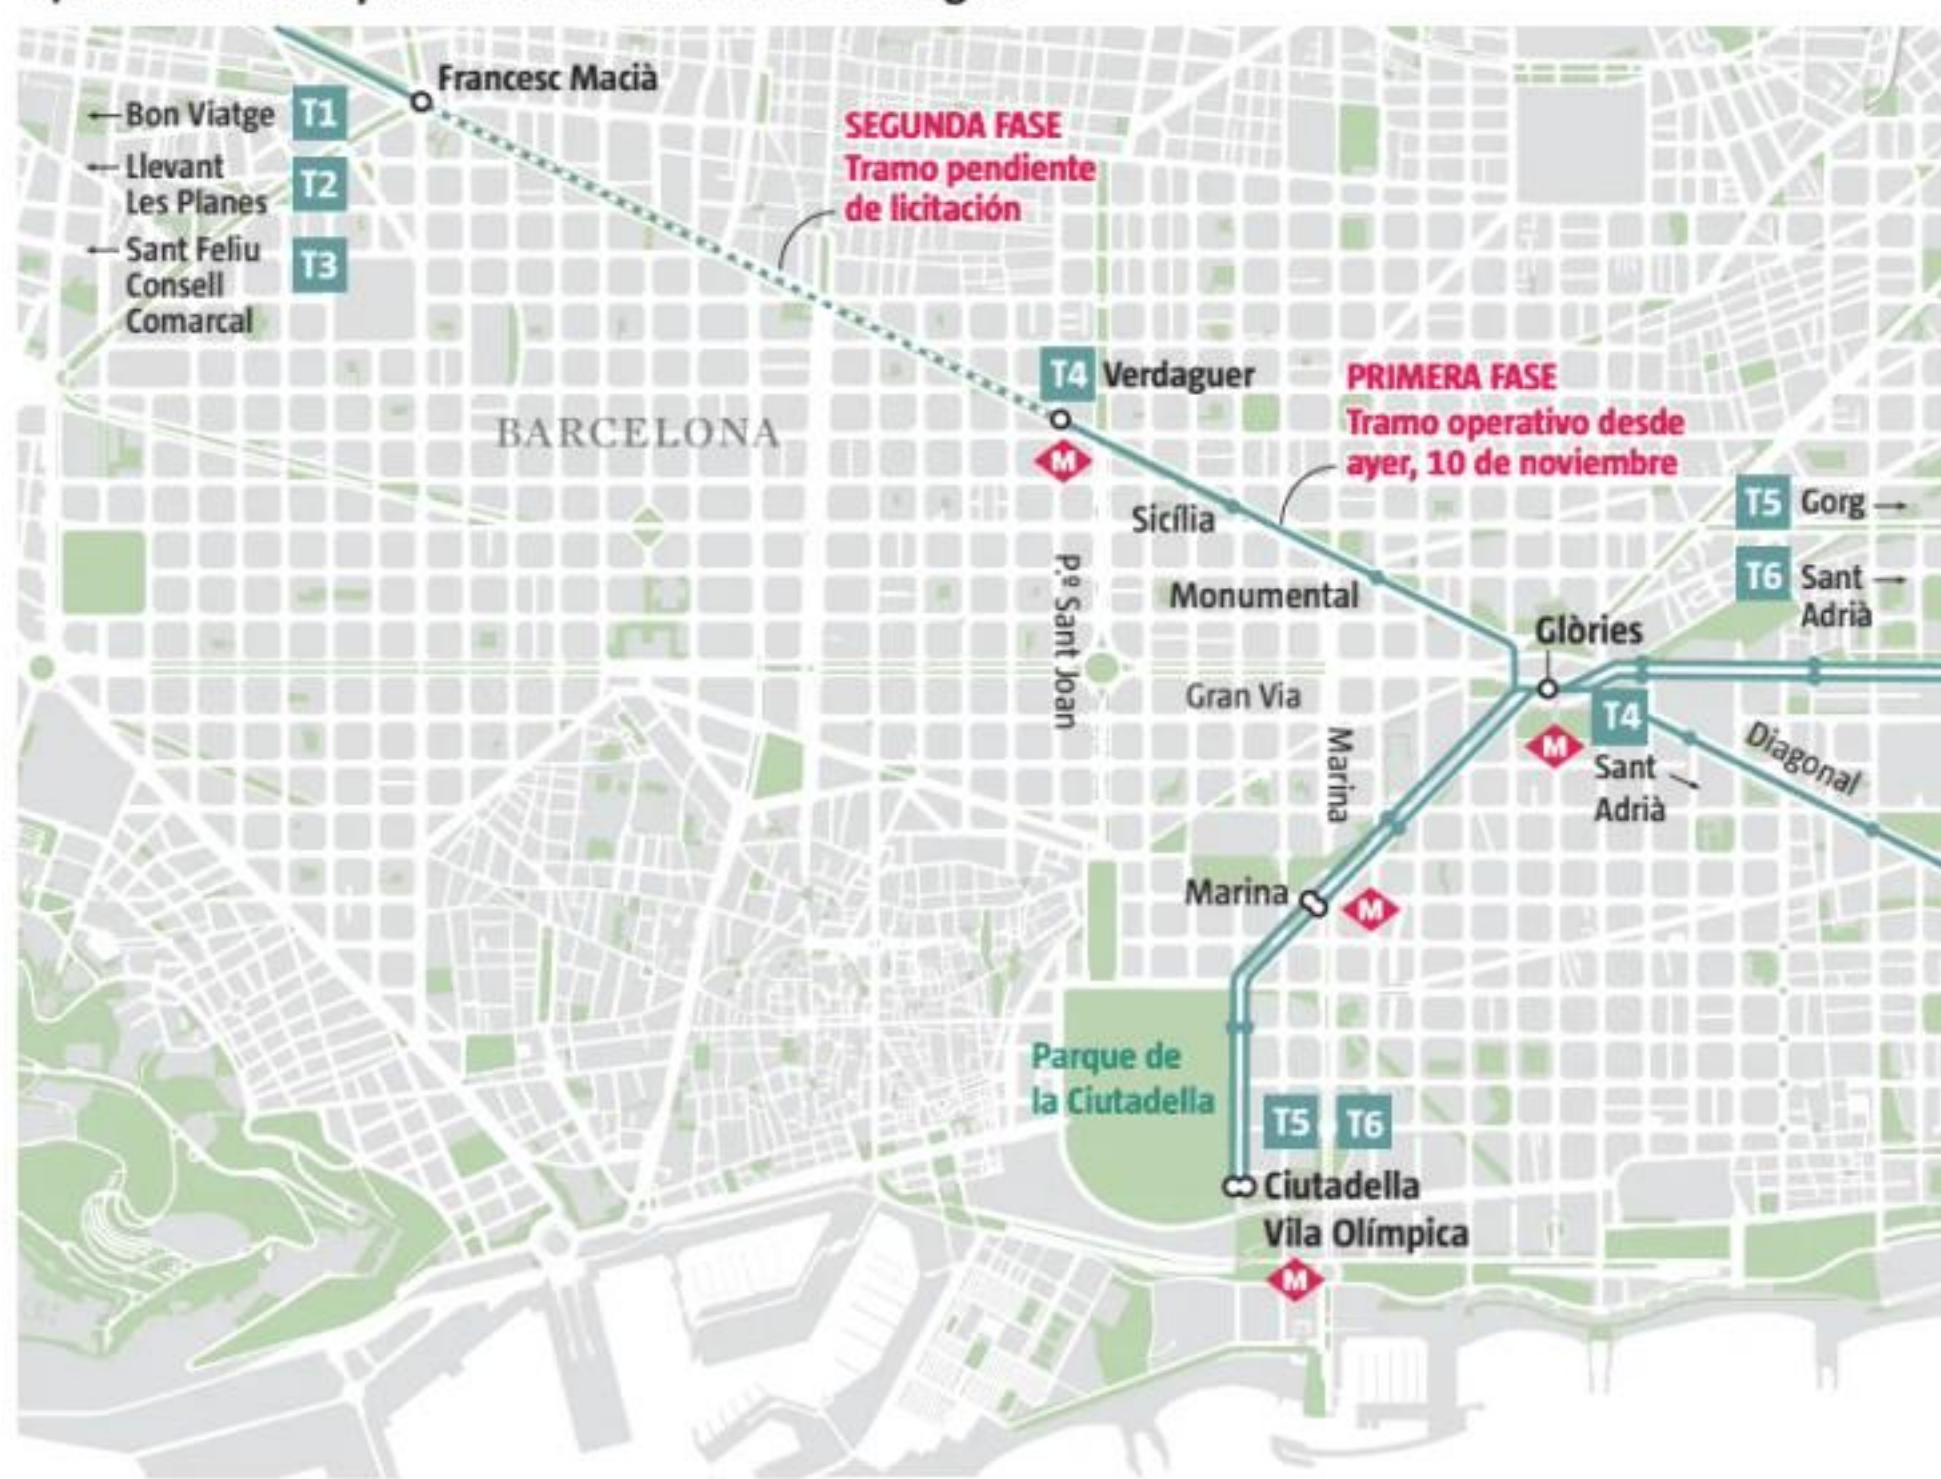 Francesc Macià
← Bon Viatge T1
← Llevant
Les Planes T2
← Sant Feliu
Consell
Comarcal T3
SEGUNDA FASE
Tramo pendiente
de licitación
T4 Verdaguer
M
PRIMERA FASE
Tramo operativo desde
ayer, 10 de noviembre
BARCELONA
Sicília
T5 Gorg →
T6 Sant →
Adrià
Monumental
P.º Sant Joan
Glòries
Gran Via
T4
M
Sant
Adrià
Diagonal
Marina
Marina
M
Parque de
la Ciutadella
T5 T6
Ciutadella
Vila Olímpica
M